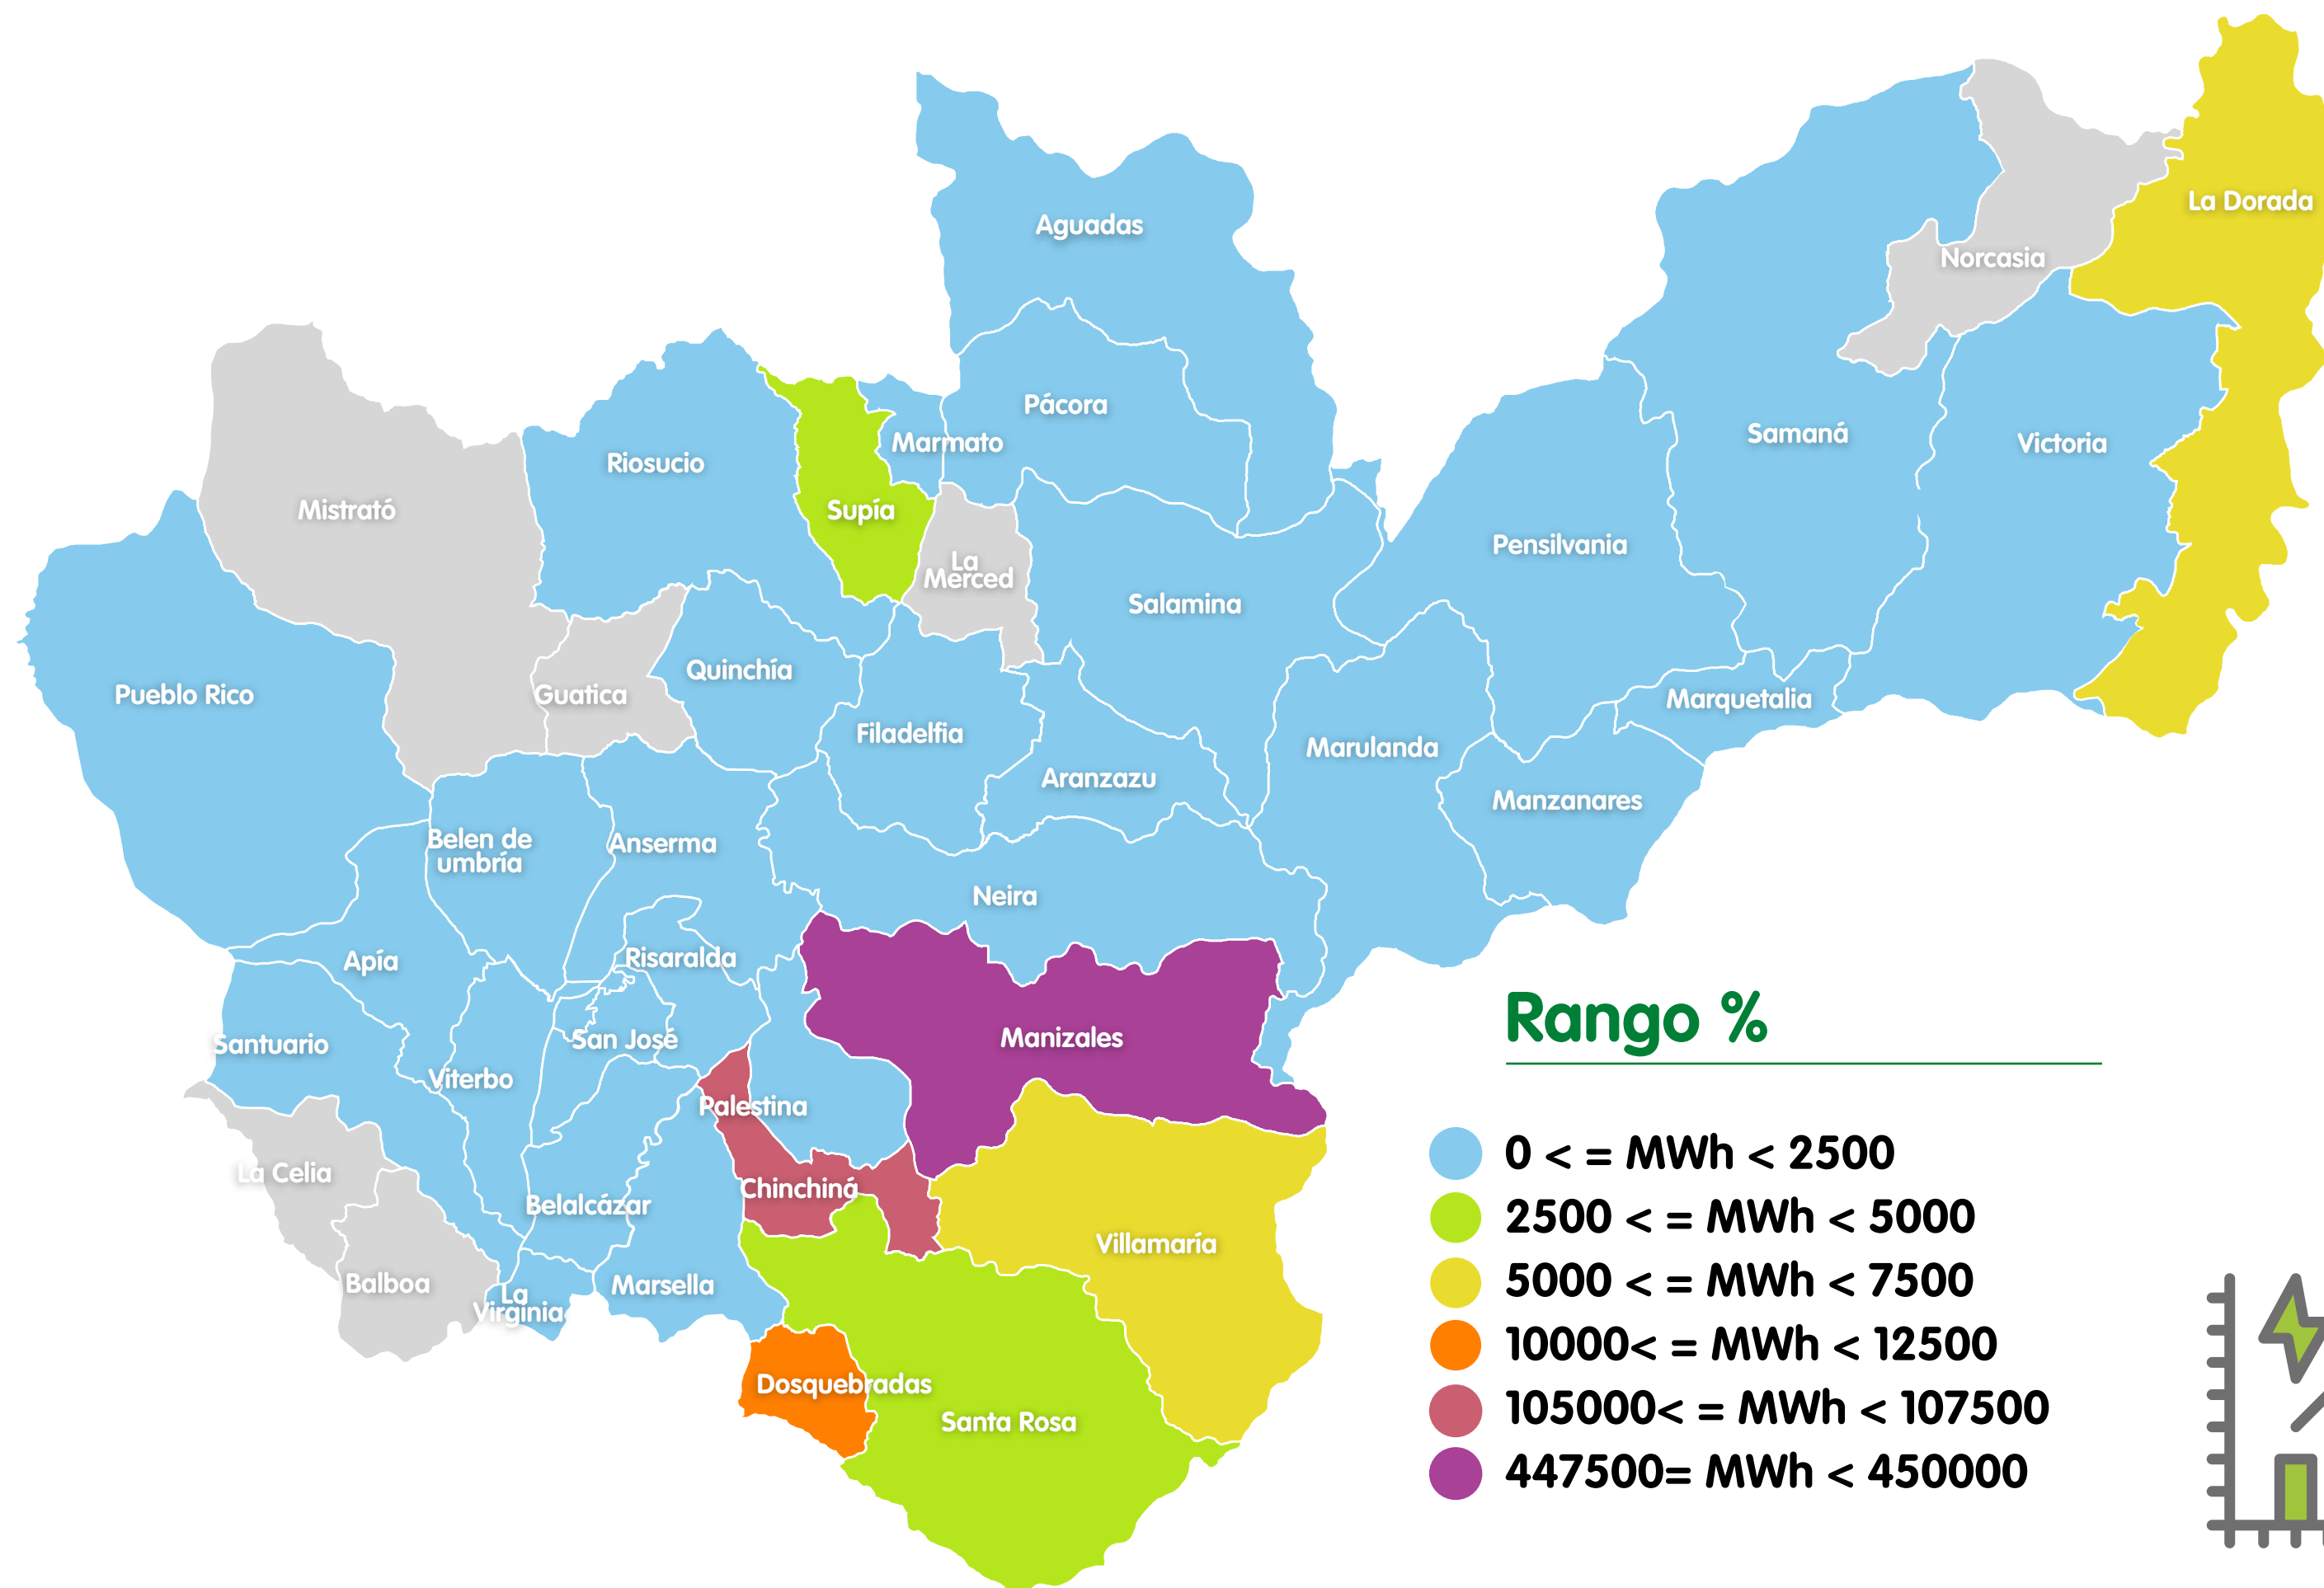 La Dorada
Aguadas
Norcasia
Pácora
Samaná
Marmato
Victoria
Riosucio
Mistrató
Supía
Pensilvania
La
Merced
Salamina
Quinchía
Pueblo Rico
Guatica
Marquetalia
Filadelfia
Marulanda
Aranzazu
Manzanares
Belen de
umbría
Anserma
Neira
Risaralda
Apía
Rango %
Manizales
San José
Santuario
Viterbo
Palestina
0 < = MWh < 2500
La Celia
Chinchiná
Belalcázar
2500 < = MWh < 5000
Villamaría
5000 < = MWh < 7500
Balboa
Marsella
La
Virginia
10000< = MWh < 12500
Dosquebradas
105000< = MWh < 107500
Santa Rosa
447500= MWh < 450000